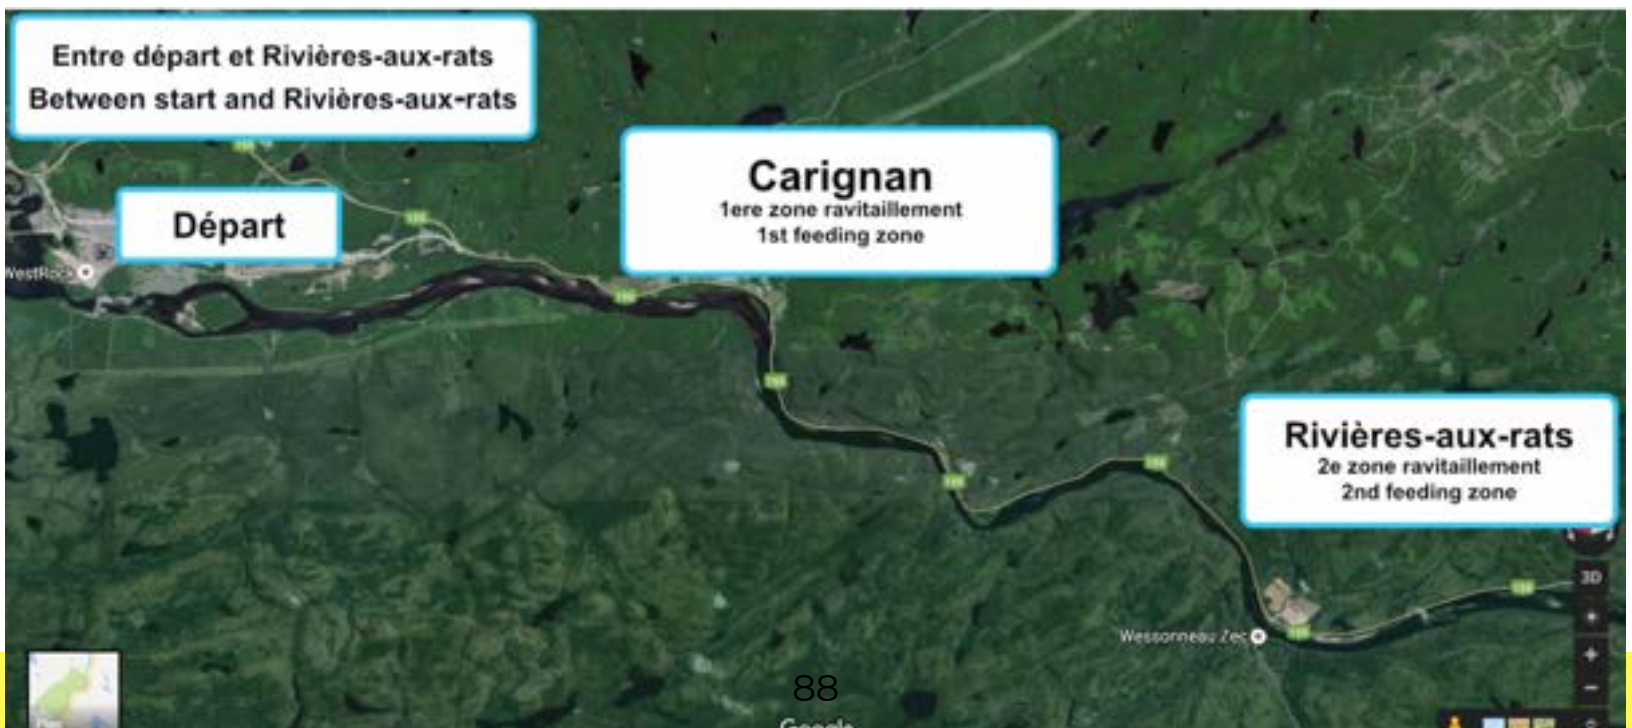 Entre départ et Rivières-aux-rats
Between start and Rivières-aux-rats
Départ
Carignan
1ere zone ravitaillement
1st feeding zone
WestRock
Rivières-aux-rats
2e zone ravitaillement
2nd feeding zone
3D
Wessonneau Zec
88
Google